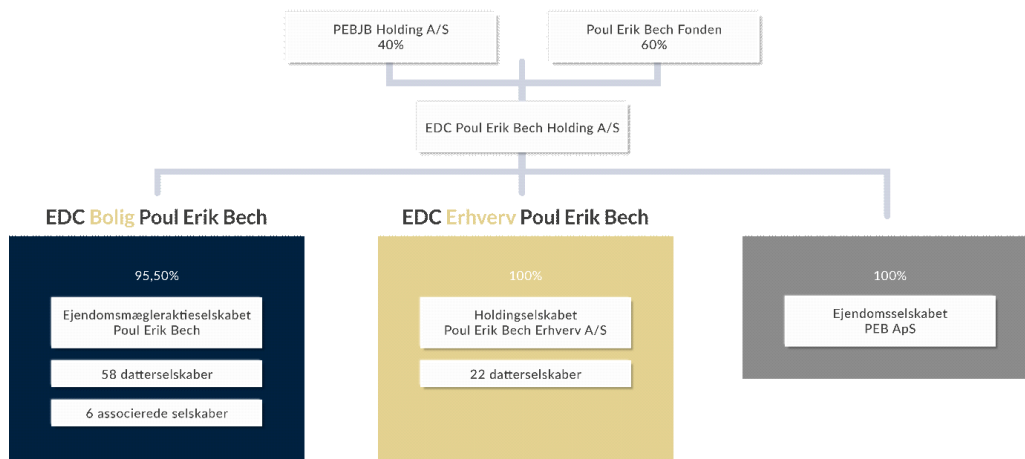 PEBJB Holding A/S
40%
Poul Erik Bech Fonden
60%
EDC Poul Erik Bech Holding A/S
EDC Bolig Poul Erik Bech
95,50%
Ejendomsmægleraktieselskabet
Poul Erik Bech
58 datterselskaber
6 associerede selskaber
EDC Erhverv Poul Erik Bech
100%
Holdingselskabet
Poul Erik Bech Erhverv A/S
22 datterselskaber
100%
Ejendomsselskabet
PEB ApS